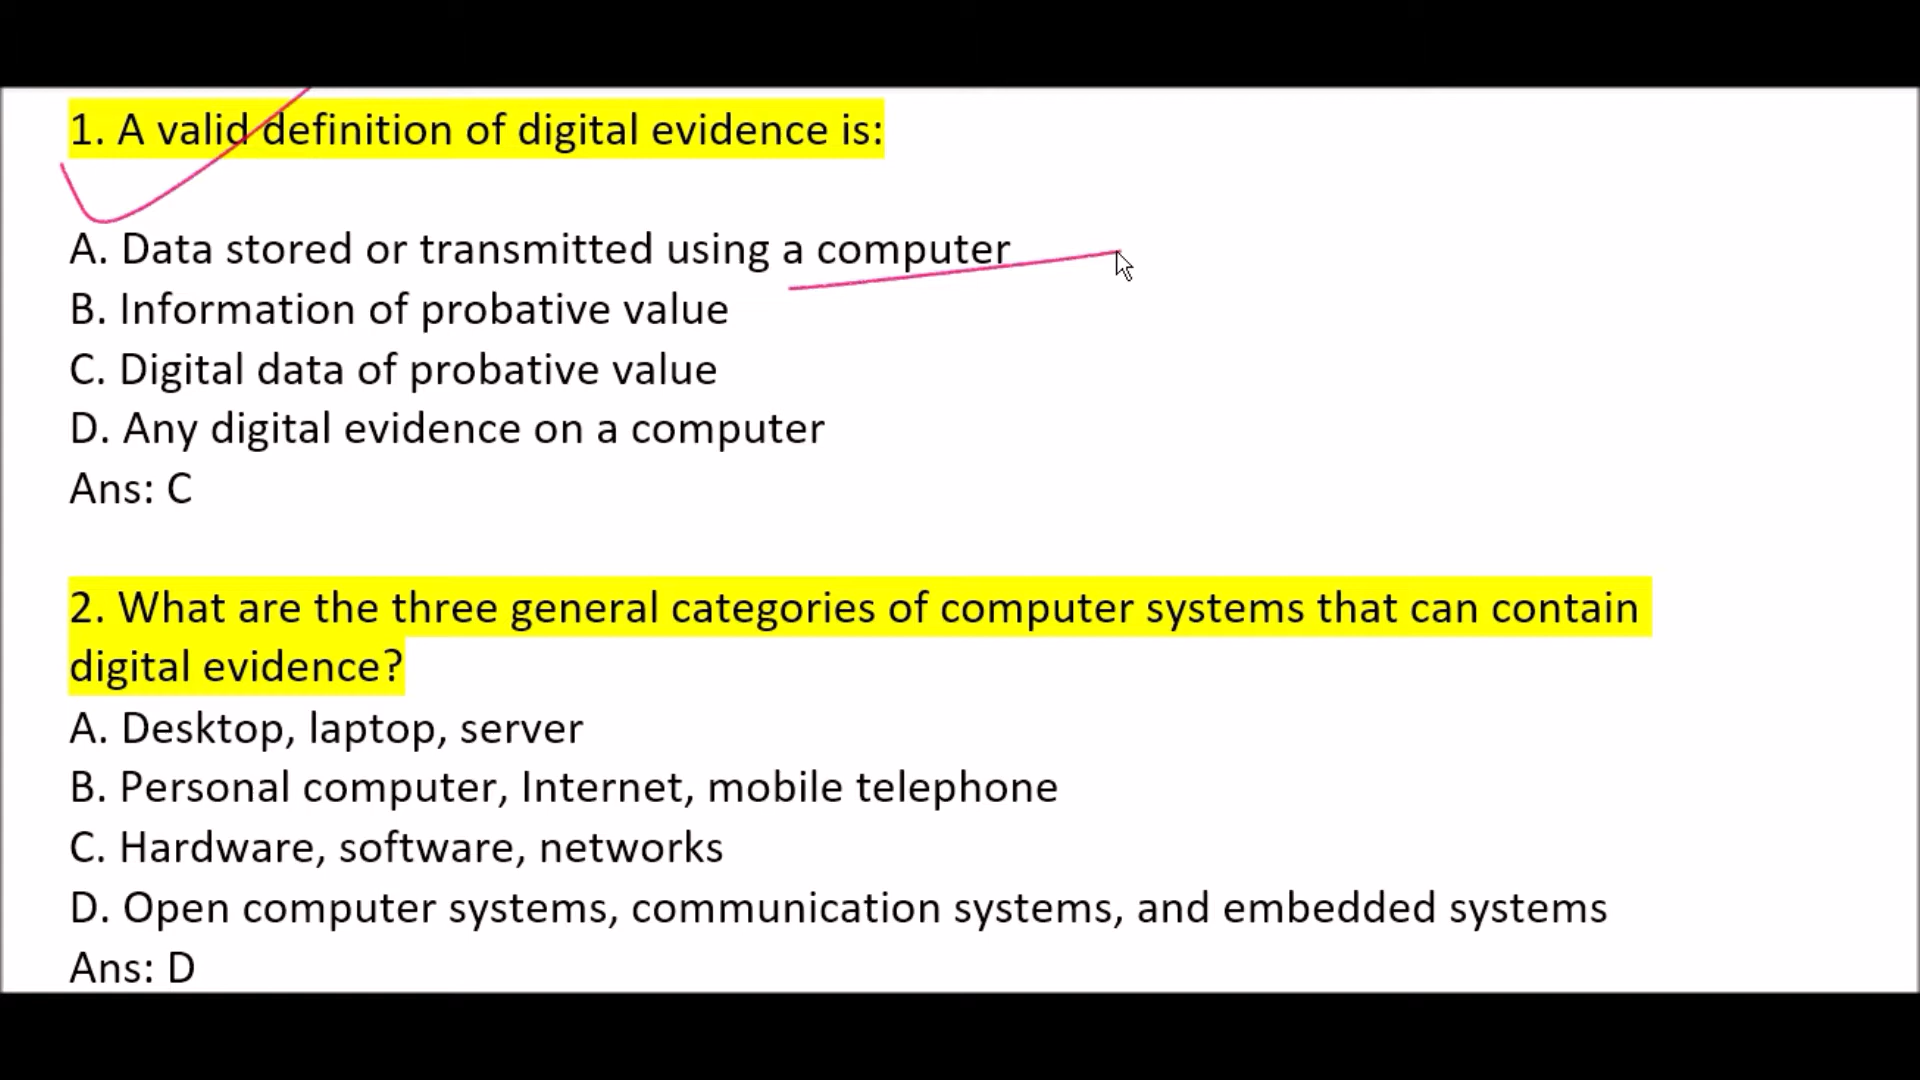 1. A valid definition of digital evidence is:
A. Data stored or transmitted using a computer
B. Information of probative value
C. Digital data of probative value
D. Any digital evidence on a computer
Ans: C
2. What are the three general categories of computer systems that can contain
digital evidence?
A. Desktop, laptop, server
B. Personal computer, Internet, mobile telephone
C. Hardware, software, networks
D. Open computer systems, communication systems, and embedded systems
Ans: D